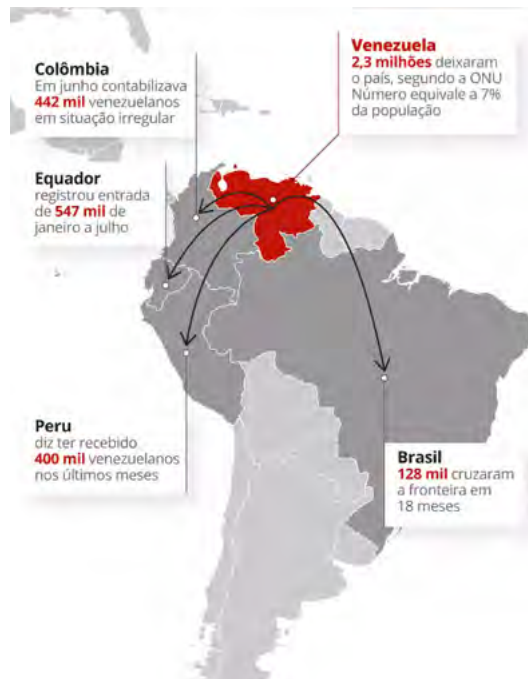 Colômbia
Em junho contabilizava
442 mil venezuelanos
em situação irregular
Venezuela
2,3 milhões deixaram
o país, segundo a ONU
Número equivale a 7%
da população
Equador
registrou entrada
de 547 mil de
janeiro a julho
Peru
diz ter recebido
400 mil venezuelanos
nos últimos meses
Brasil
128 mil cruzaram
a fronteira em
18 meses